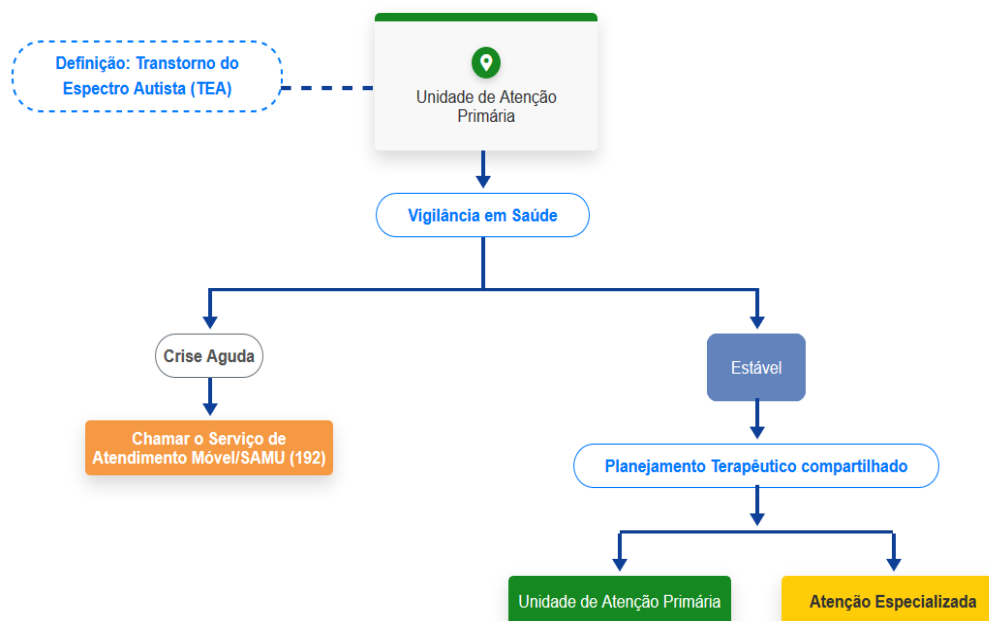 Definição: Transtorno do
Espectro Autista (TEA)
Unidade de Atenção
Primária
Vigilância em Saúde
Crise Aguda
Estável
Chamar o Serviço de
Atendimento Móvel/SAMU (192)
Planejamento Terapêutico compartilhado
Unidade de Atenção Primária
Atenção Especializada